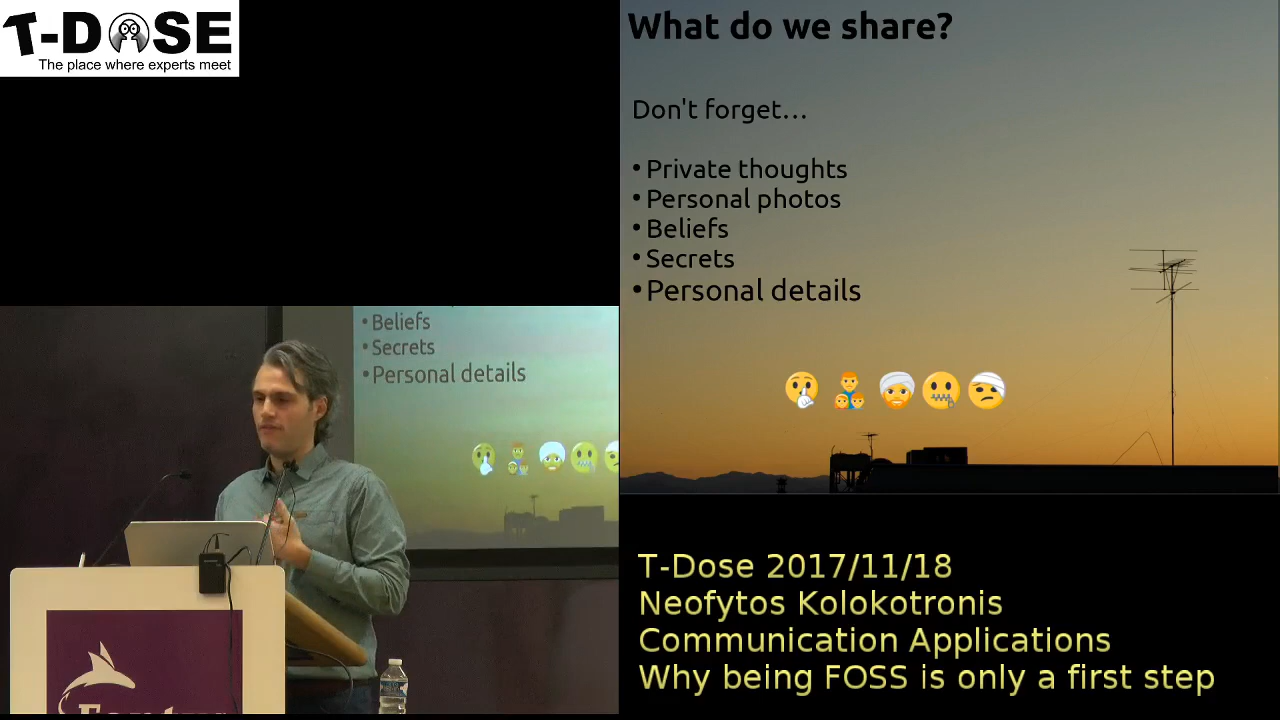 T-DOSE
The place where experts meet
What do we share?
Don't forget…
• Private thoughts
• Personal photos
• Beliefs
• Secrets
• Personal details
• Beliefs
• Secrets
• Personal details
T-Dose 2017/11/18
Neofytos Kolokotronis
Communication Applications
Why being FOSS is only a first step